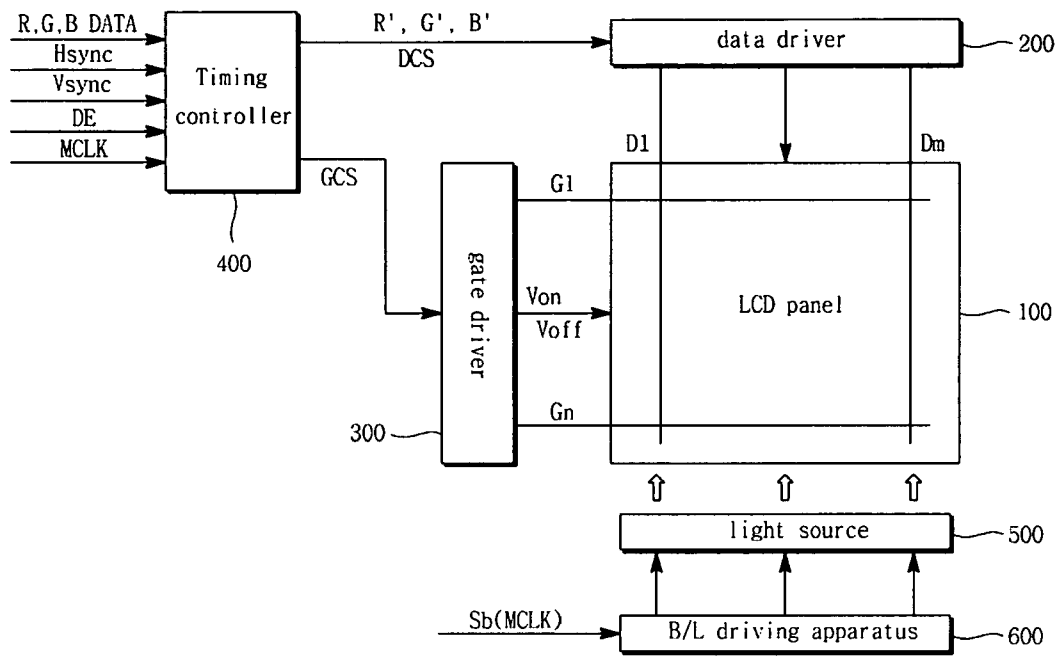 R,G,B DATA
Hsync
Vsync
DE
MCLK
Timing
controller
400
R', G', B'
DCS
GCS
data driver
200
D1
Dm
G1
gate driver
300
Von
Voff
Gn
LCD panel
100
light source
500
Sb(MCLK)
B/L driving apparatus
600